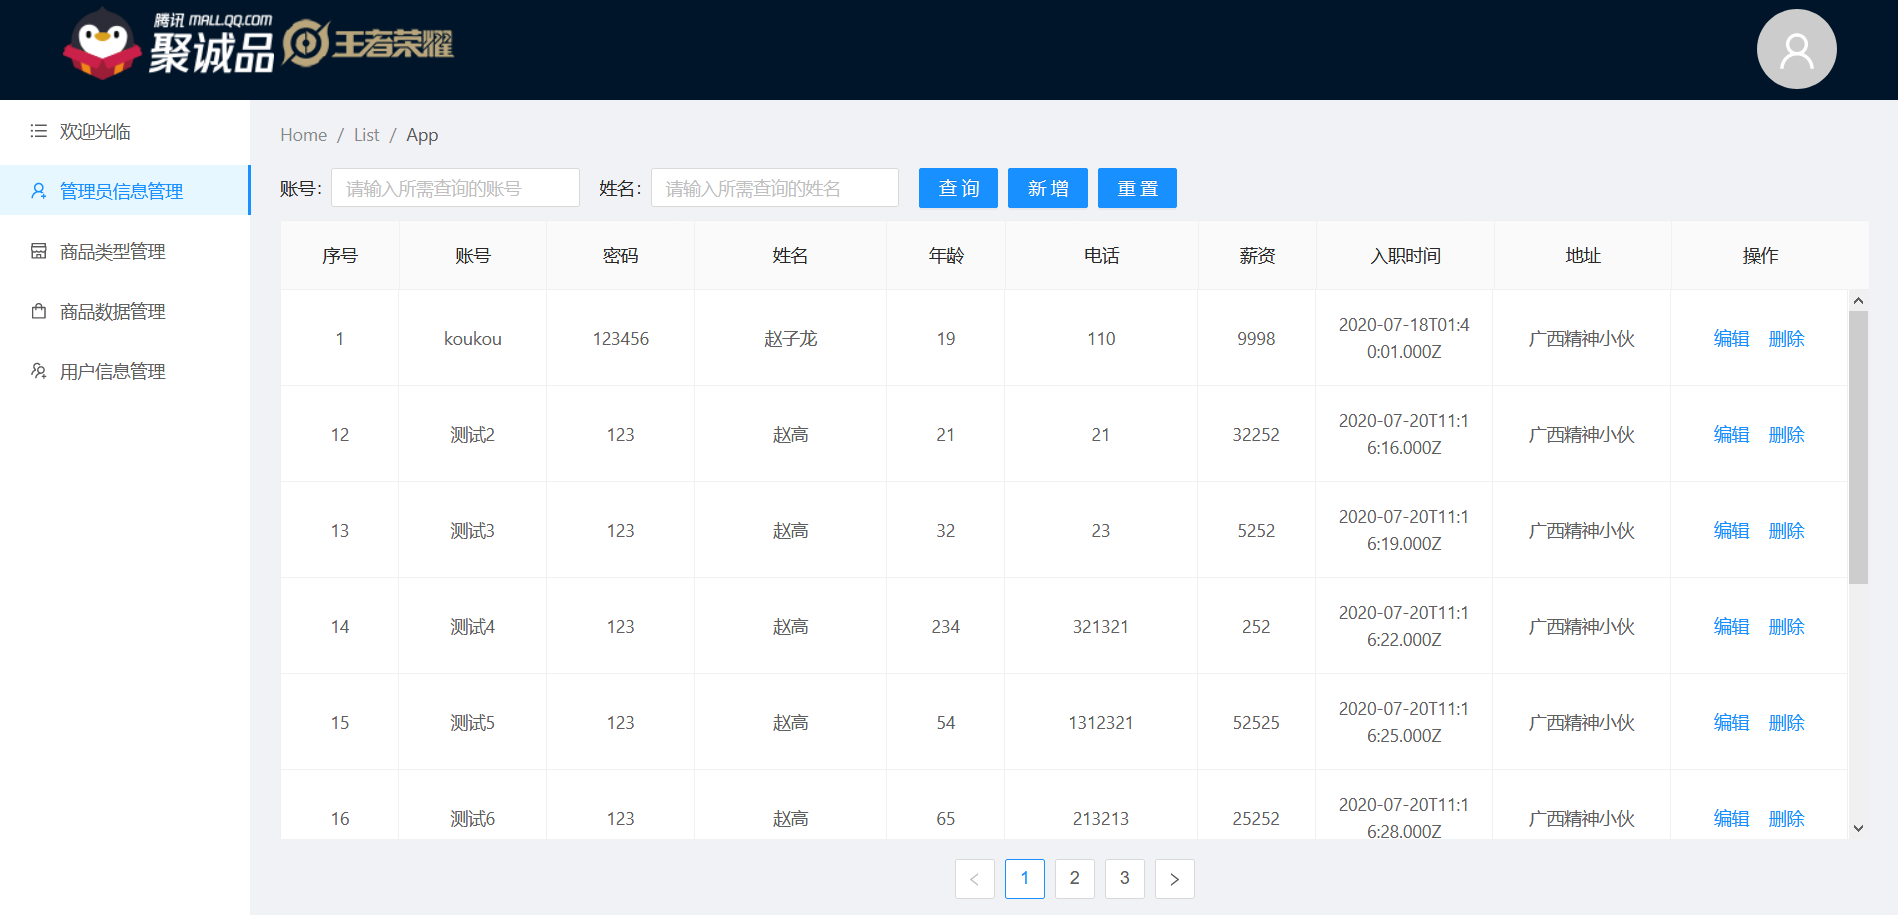 腾讯 MALL.QQ.COM
聚诚品 王者荣耀
欢迎光临
管理员信息管理
商品类型管理
商品数据管理
用户信息管理
Home / List / App
账号: 请输入所需查询的账号 姓名: 请输入所需查询的姓名 查 询 新 增 重 置
序号 账号 密码 姓名 年龄 电话 薪资 入职时间 地址 操作
1 koukou 123456 赵子龙 19 110 9998 2020-07-18T01:4
0:01.000Z 广西精神小伙 编辑 删除
12 测试2 123 赵高 21 21 32252 2020-07-20T11:1
6:16.000Z 广西精神小伙 编辑 删除
13 测试3 123 赵高 32 23 5252 2020-07-20T11:1
6:19.000Z 广西精神小伙 编辑 删除
14 测试4 123 赵高 234 321321 252 2020-07-20T11:1
6:22.000Z 广西精神小伙 编辑 删除
15 测试5 123 赵高 54 1312321 52525 2020-07-20T11:1
6:25.000Z 广西精神小伙 编辑 删除
16 测试6 123 赵高 65 213213 25252 2020-07-20T11:1
6:28.000Z 广西精神小伙 编辑 删除
< 1 2 3 >